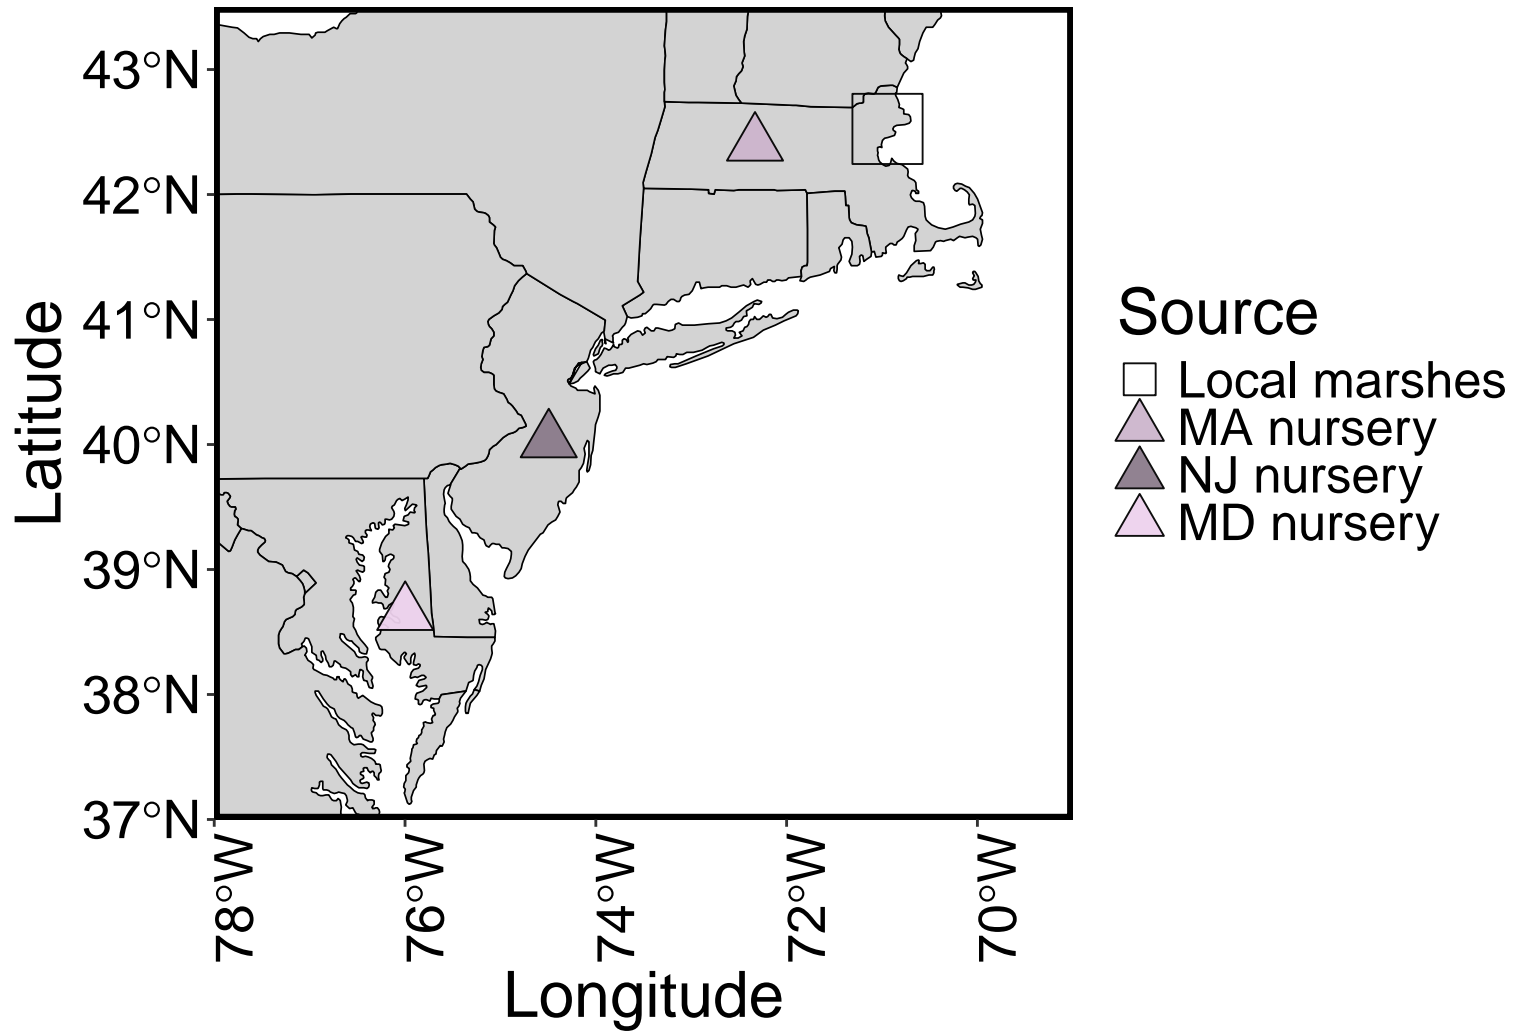 43°N
42°N
41°N
40°N
39°N
38°N
37°N
Latitude
78°W
76°W
74°W
72°W
70°W
Longitude
Source
Local marshes
MA nursery
NJ nursery
MD nursery